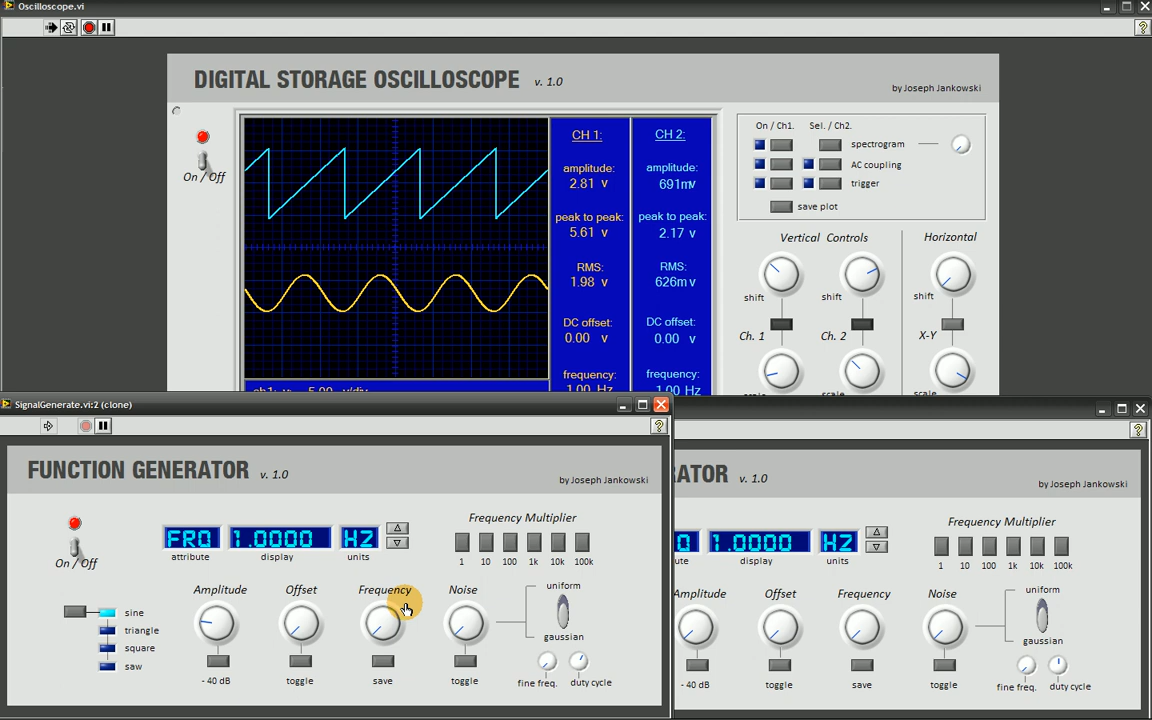 Oscilloscope.vi
?
DIGITAL STORAGE OSCILLOSCOPE v. 1.0
by Joseph Jankowski
On / Off
CH 1: CH 2:
amplitude: amplitude:
2.81 v 691mv
peak to peak: peak to peak:
5.61 v 2.17 v
RMS: RMS:
1.98 v 626mv
DC offset: DC offset:
0.00 v 0.00 v
frequency: frequency:
1.00 Hz 1.00 Hz
On / Ch1. Sel. / Ch2.
spectrogram
AC coupling
trigger
save plot
Vertical Controls Horizontal
shift shift shift
Ch. 1 Ch. 2 X-Y
SignalGenerate.vi:2 (clone)
?
FUNCTION GENERATOR v. 1.0
by Joseph Jankowski
On / Off
FRQ 1.0000 HZ
attribute display units
Frequency Multiplier
1 10 100 1k 10k 100k
Amplitude Offset Frequency Noise
uniform
gaussian
sine
triangle
square
saw
- 40 dB toggle save toggle
fine freq. duty cycle
?
RATOR v. 1.0
by Joseph Jankowski
Q 1.0000 HZ
ute display units
Frequency Multiplier
1 10 100 1k 10k 100k
Amplitude Offset Frequency Noise
uniform
gaussian
- 40 dB toggle save toggle
fine freq. duty cycle